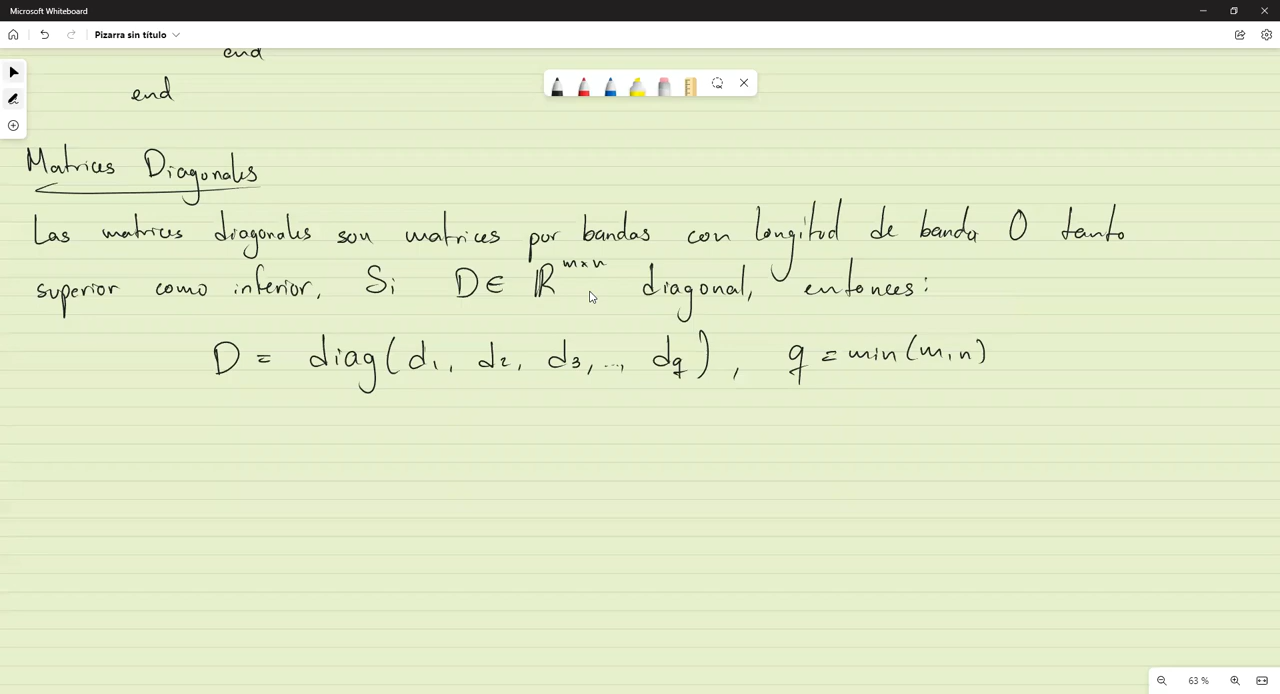 Microsoft Whiteboard
Pizarra sin título
end
end
Matrices Diagonales
Las matrices diagonales son matrices por bandas con longitud de banda 0 tanto
superior como inferior. Si D ∈ ℝ^{m×n} diagonal, entonces:
D = diag(d₁, d₂, d₃, ..., d_q), q = min(m,n)
63 %